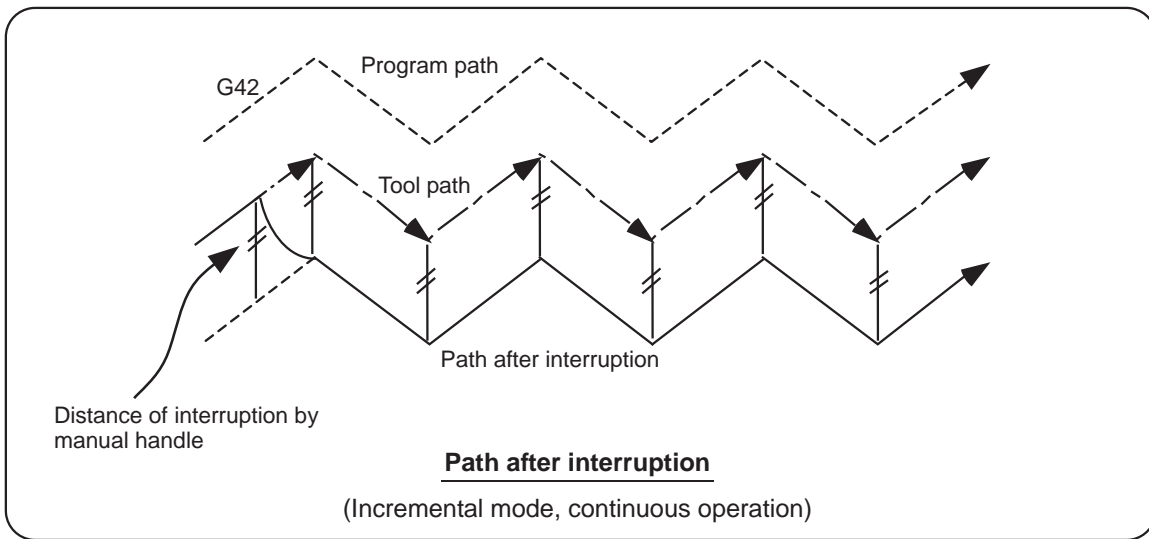 Program path
G42
Tool path
Path after interruption
Distance of interruption by
manual handle
Path after interruption
(Incremental mode, continuous operation)